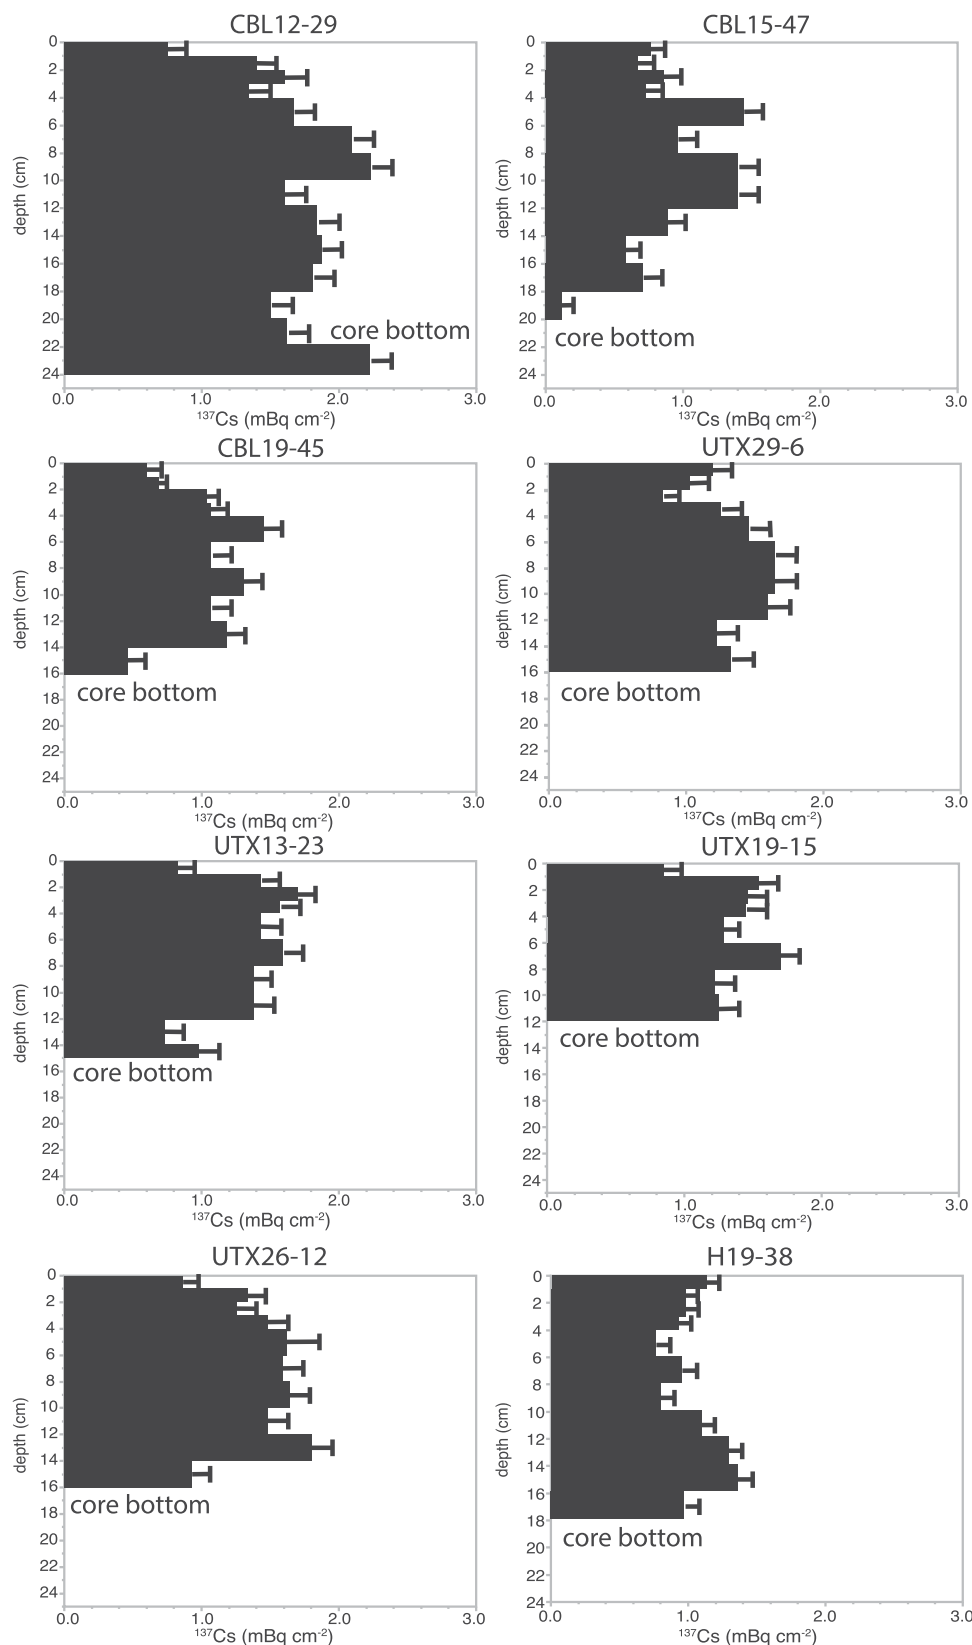 CBL12-29
0
2
4
6
8
10
12
14
16
18
20
22
24
depth (cm)
core bottom
0.0 1.0 2.0 3.0
137Cs (mBq cm-2)
CBL15-47
0
2
4
6
8
10
12
14
16
18
20
22
24
depth (cm)
core bottom
0.0 1.0 2.0 3.0
137Cs (mBq cm-2)
CBL19-45
0
2
4
6
8
10
12
14
16
18
20
22
24
depth (cm)
core bottom
0.0 1.0 2.0 3.0
137Cs (mBq cm-2)
UTX29-6
0
2
4
6
8
10
12
14
16
18
20
22
24
depth (cm)
core bottom
0.0 1.0 2.0 3.0
137Cs (mBq cm-2)
UTX13-23
0
2
4
6
8
10
12
14
16
18
20
22
24
depth (cm)
core bottom
0.0 1.0 2.0 3.0
137Cs (mBq cm-2)
UTX19-15
0
2
4
6
8
10
12
14
16
18
20
22
24
depth (cm)
core bottom
0.0 1.0 2.0 3.0
137Cs (mBq cm-2)
UTX26-12
0
2
4
6
8
10
12
14
16
18
20
22
24
depth (cm)
core bottom
0.0 1.0 2.0 3.0
137Cs (mBq cm-2)
H19-38
0
2
4
6
8
10
12
14
16
18
20
22
24
depth (cm)
core bottom
0.0 1.0 2.0 3.0
137Cs (mBq cm-2)